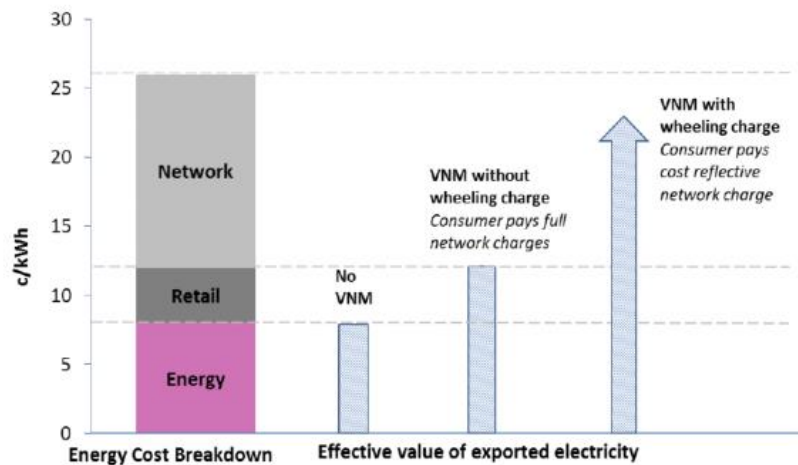 30
25
20
15
10
5
0
c/kWh
Network
Retail
Energy
No
VNM
VNM without
wheeling charge
Consumer pays full
network charges
VNM with
wheeling charge
Consumer pays
cost reflective
network charge
Energy Cost Breakdown
Effective value of exported electricity